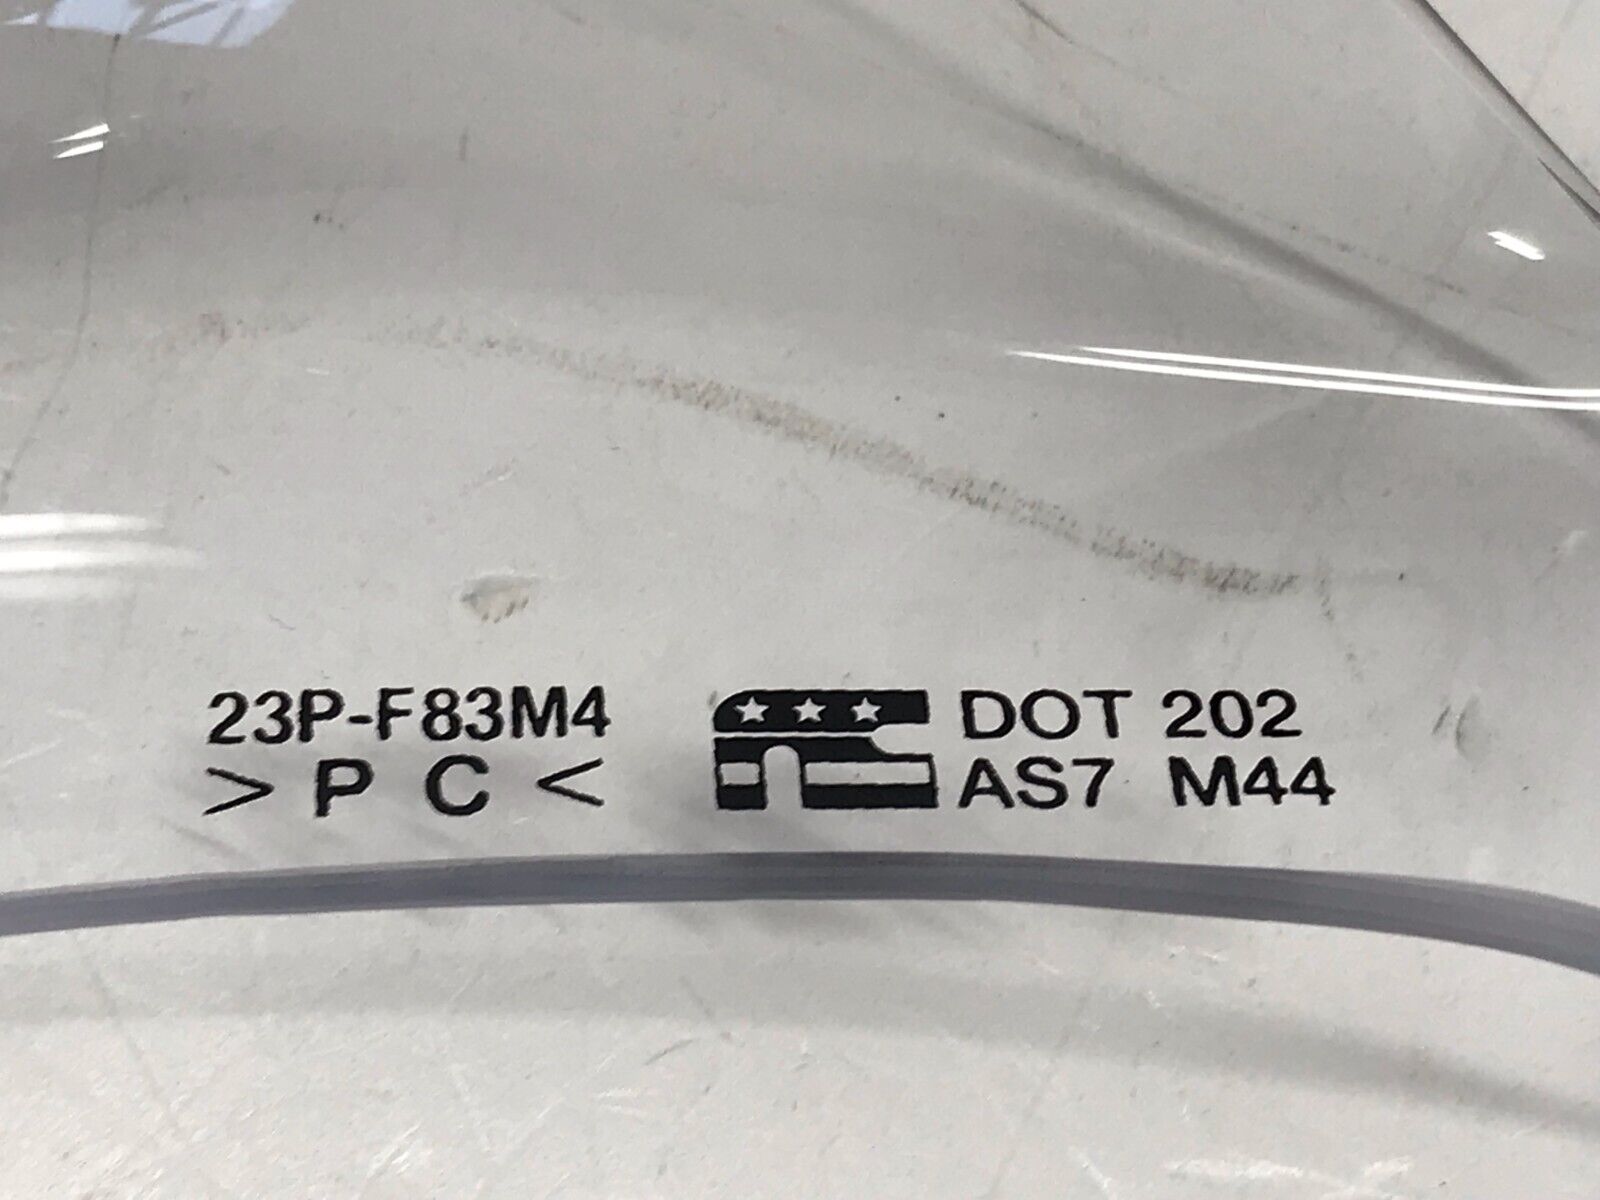 23P-F83M4
> P C <
DOT 202
AS7 M44